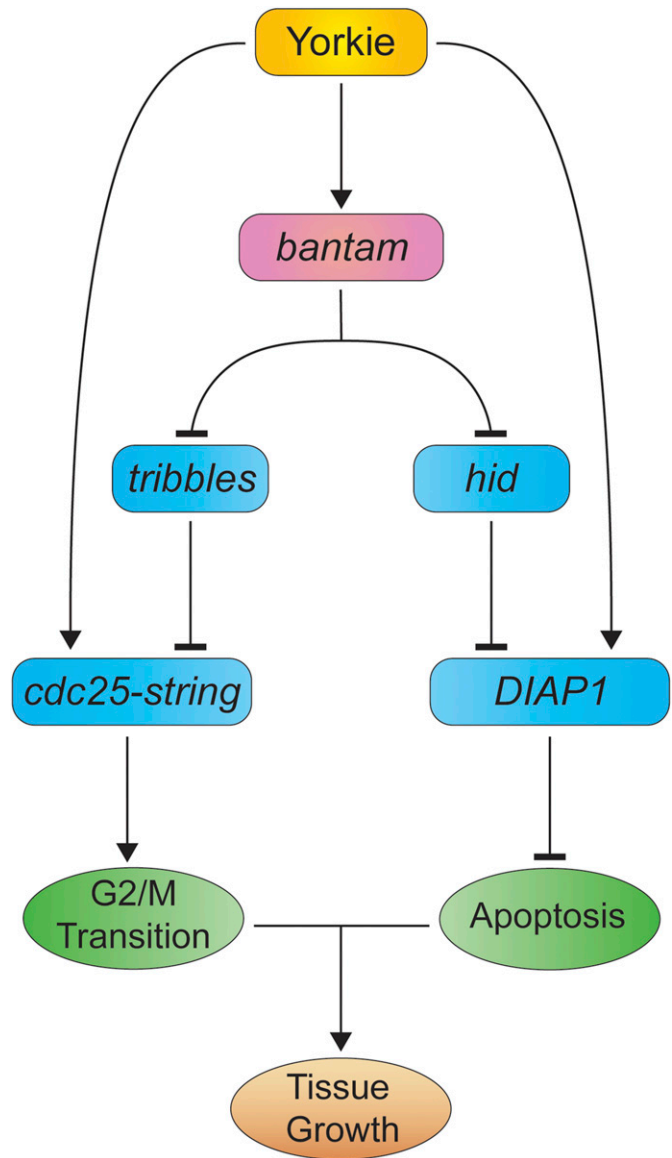 Yorkie
bantam
tribbles
hid
cdc25-string
DIAP1
G2/M
Transition
Apoptosis
Tissue
Growth